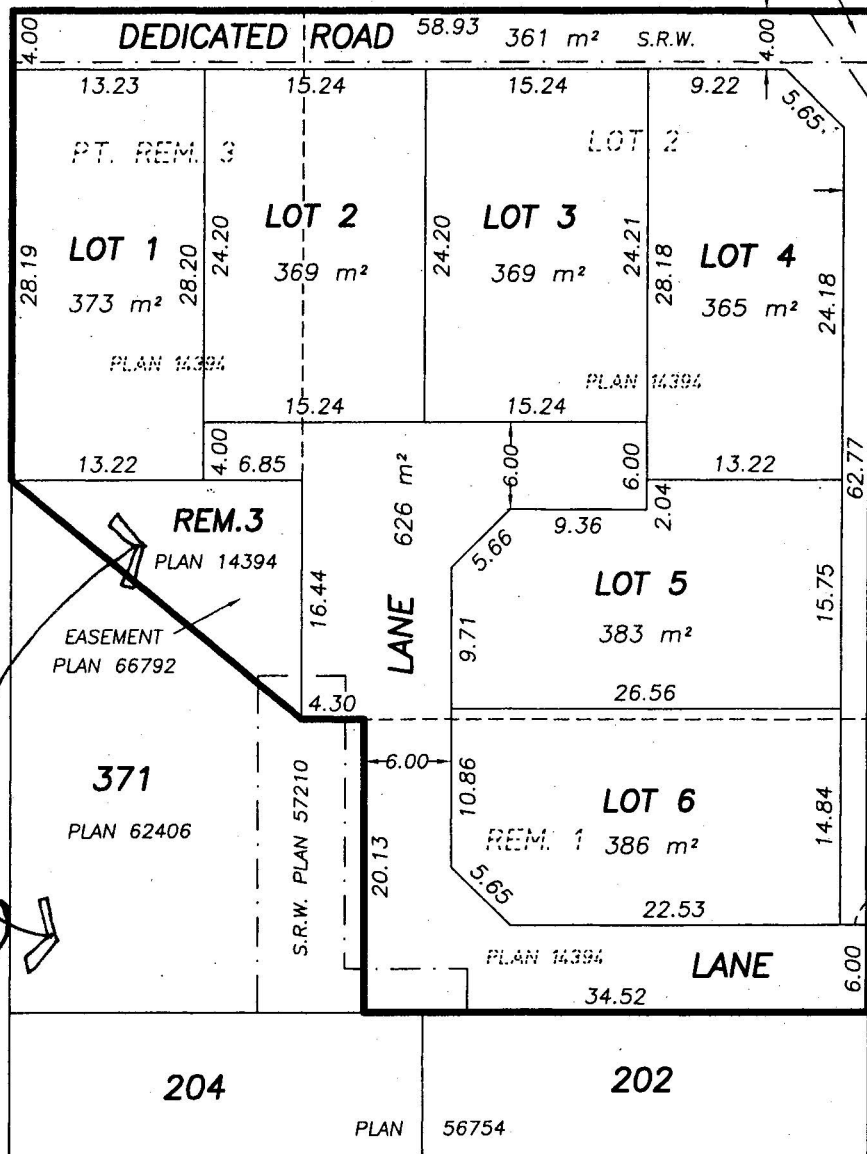 4.00
DEDICATED ROAD 58.93 361 m² S.R.W. 4.00
13.23 15.24 15.24 9.22 5.65
PT. REM. 3 LOT 2
LOT 1 LOT 2 LOT 3 LOT 4
373 m² 369 m² 369 m² 365 m²
28.19 28.20 24.20 24.20 24.21 28.18 24.18
PLAN 14394 PLAN 14394
15.24 15.24
13.22 4.00 6.85 626 m² 6.00 6.00 13.22 62.77
REM.3 5.66 9.36 2.04
PLAN 14394
LOT 5
383 m²
16.44 LANE 9.71 15.75
EASEMENT
PLAN 66792
4.30 26.56
6.00
371 10.86 LOT 6 14.84
PLAN 62406 REM. 1 386 m²
S.R.W. PLAN 57210 20.13 5.65
22.53
PLAN 14394 LANE 6.00
34.52
204 202
PLAN 56754